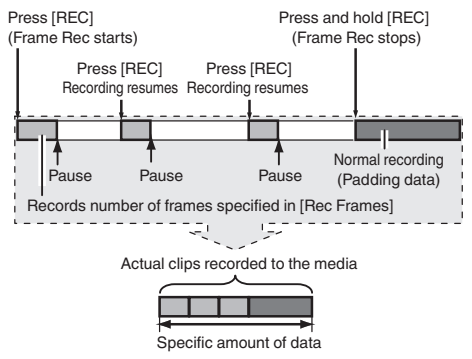 Press [REC]
(Frame Rec starts)
Press and hold [REC]
(Frame Rec stops)
Press [REC]
Recording resumes
Press [REC]
Recording resumes
Pause
Pause
Pause
Normal recording
(Padding data)
Records number of frames specified in [Rec Frames]
Actual clips recorded to the media
Specific amount of data